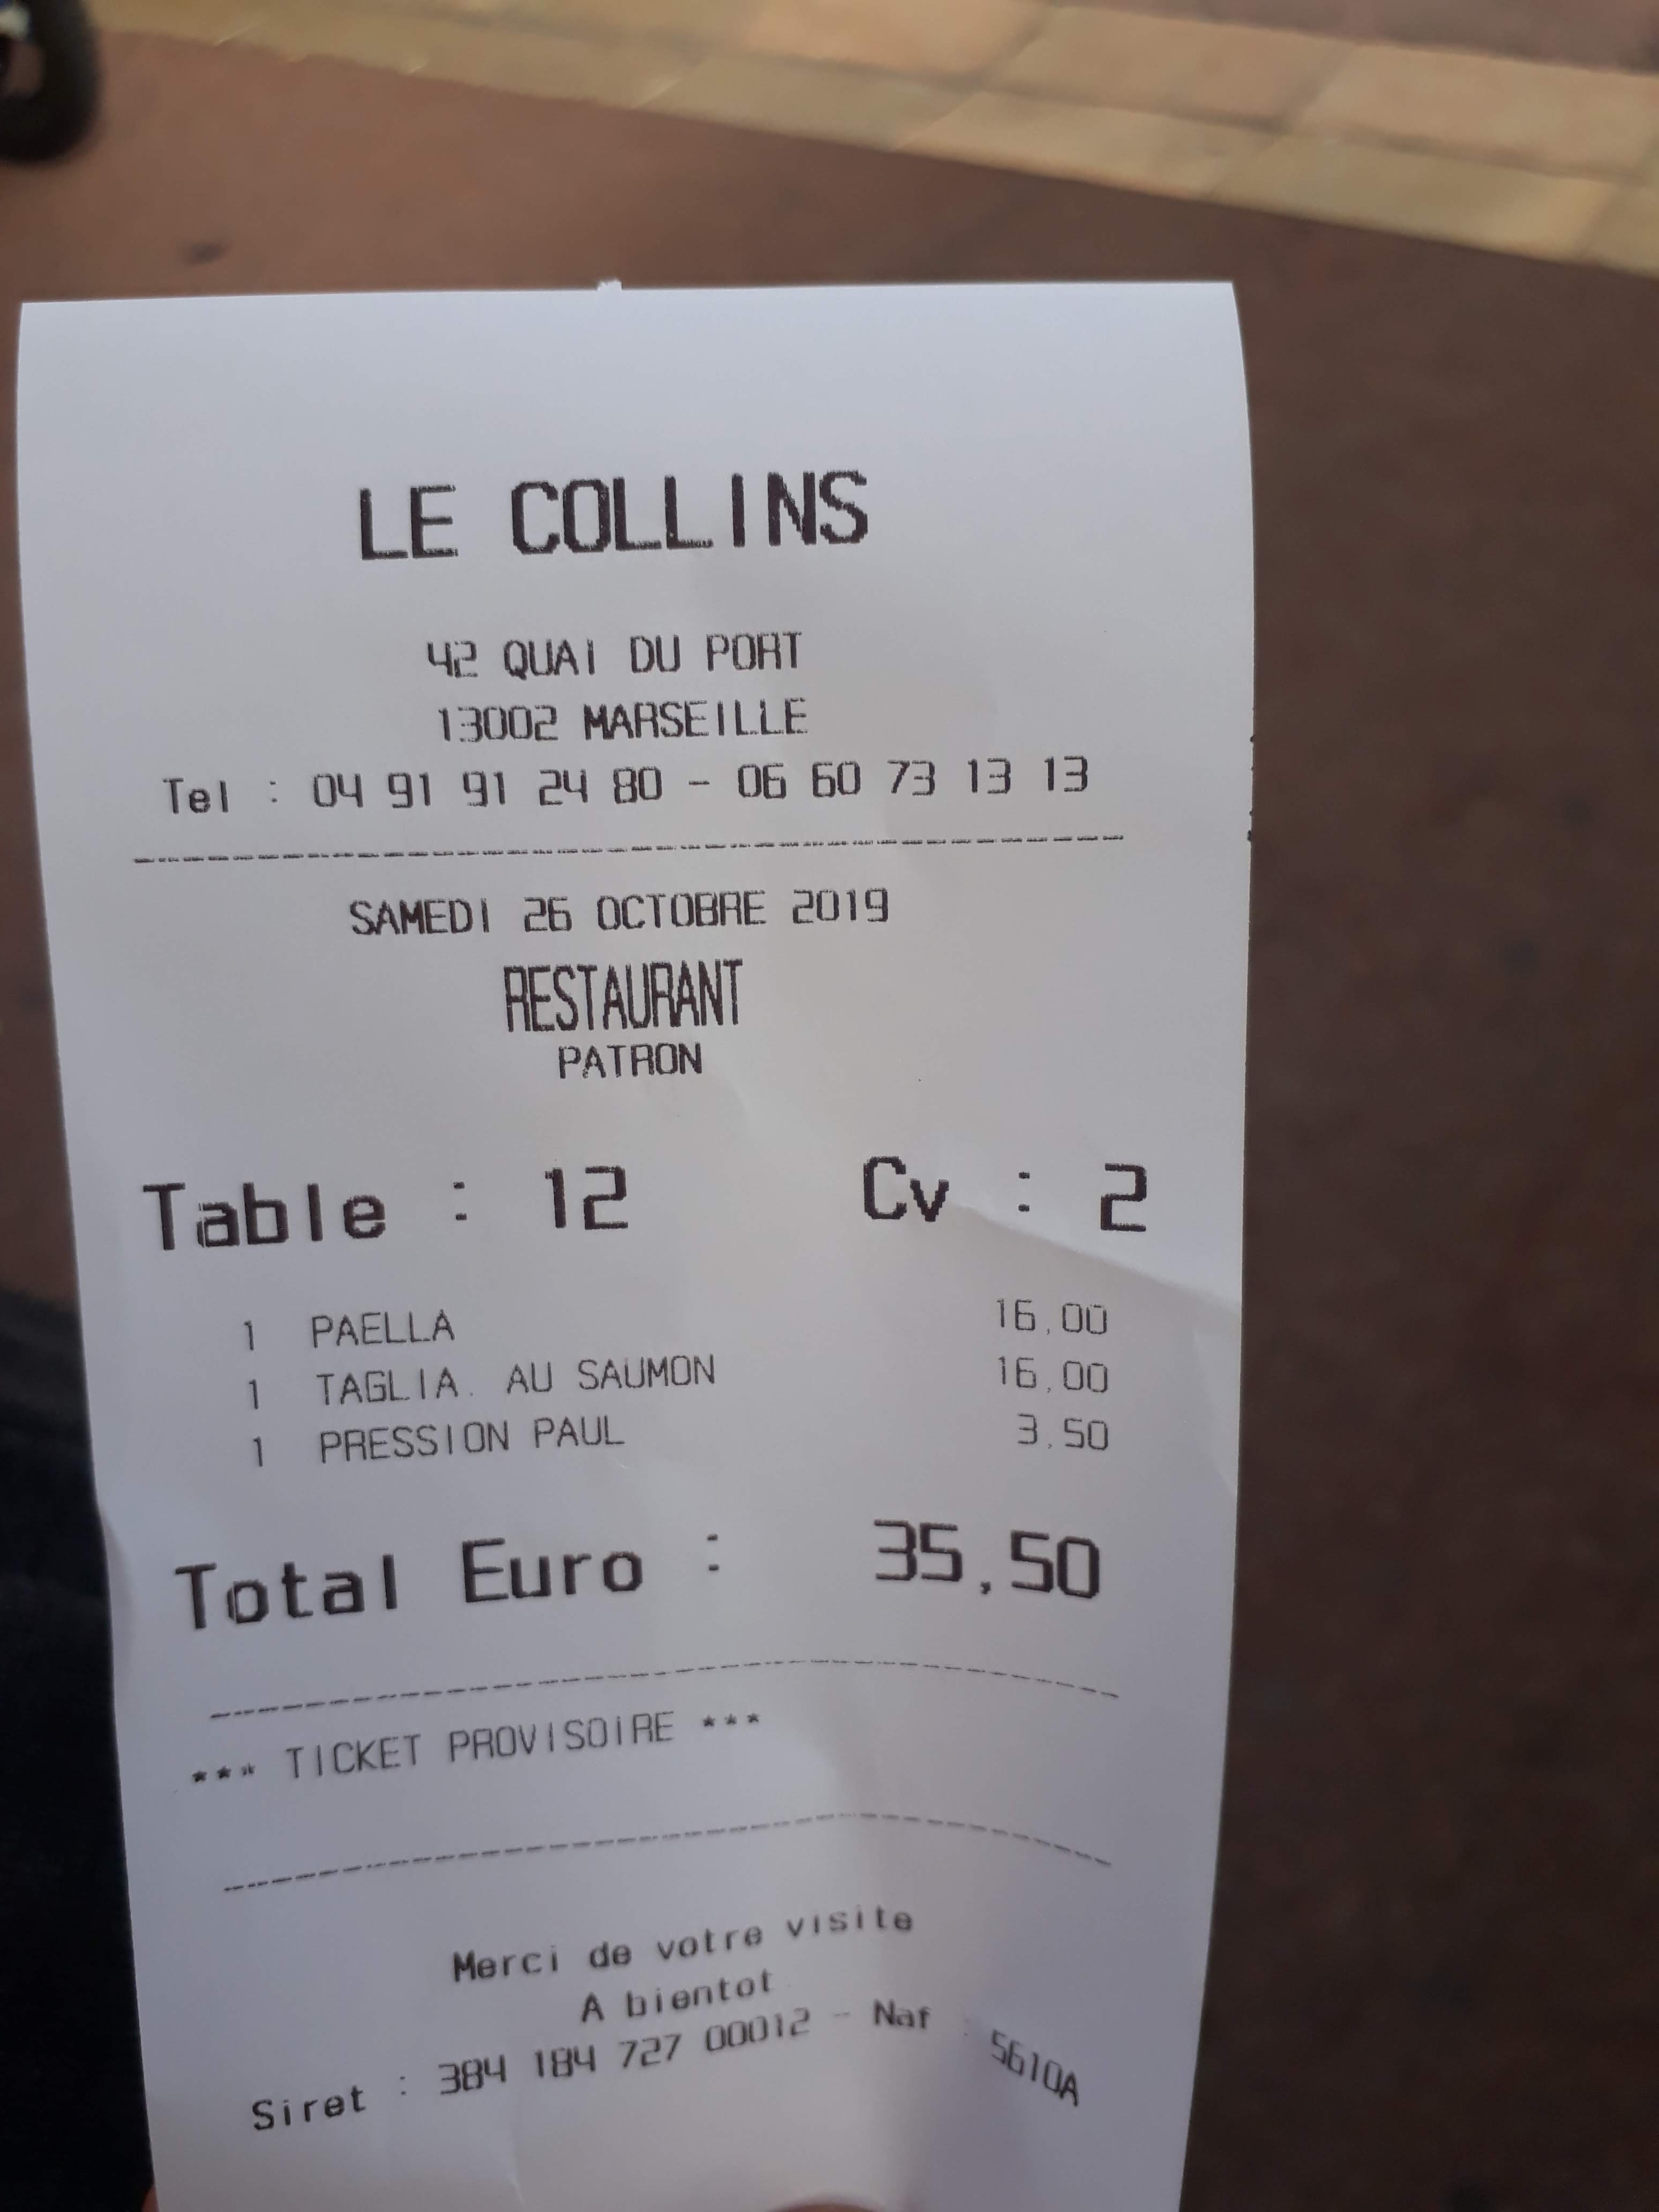 LE COLLINS
42 QUAI DU PORT
13002 MARSEILLE
Tel : 04 91 91 24 80 - 06 60 73 13 13
SAMEDI 26 OCTOBRE 2019
RESTAURANT
PATRON
Table : 12 Cv : 2
1 PAELLA 16,00
1 TAGLIA. AU SAUMON 16,00
1 PRESSION PAUL 3,50
Total Euro : 35,50
*** TICKET PROVISOIRE ***
Merci de votre visite
A bientot
Siret : 384 184 727 00012 - Naf : 5610A